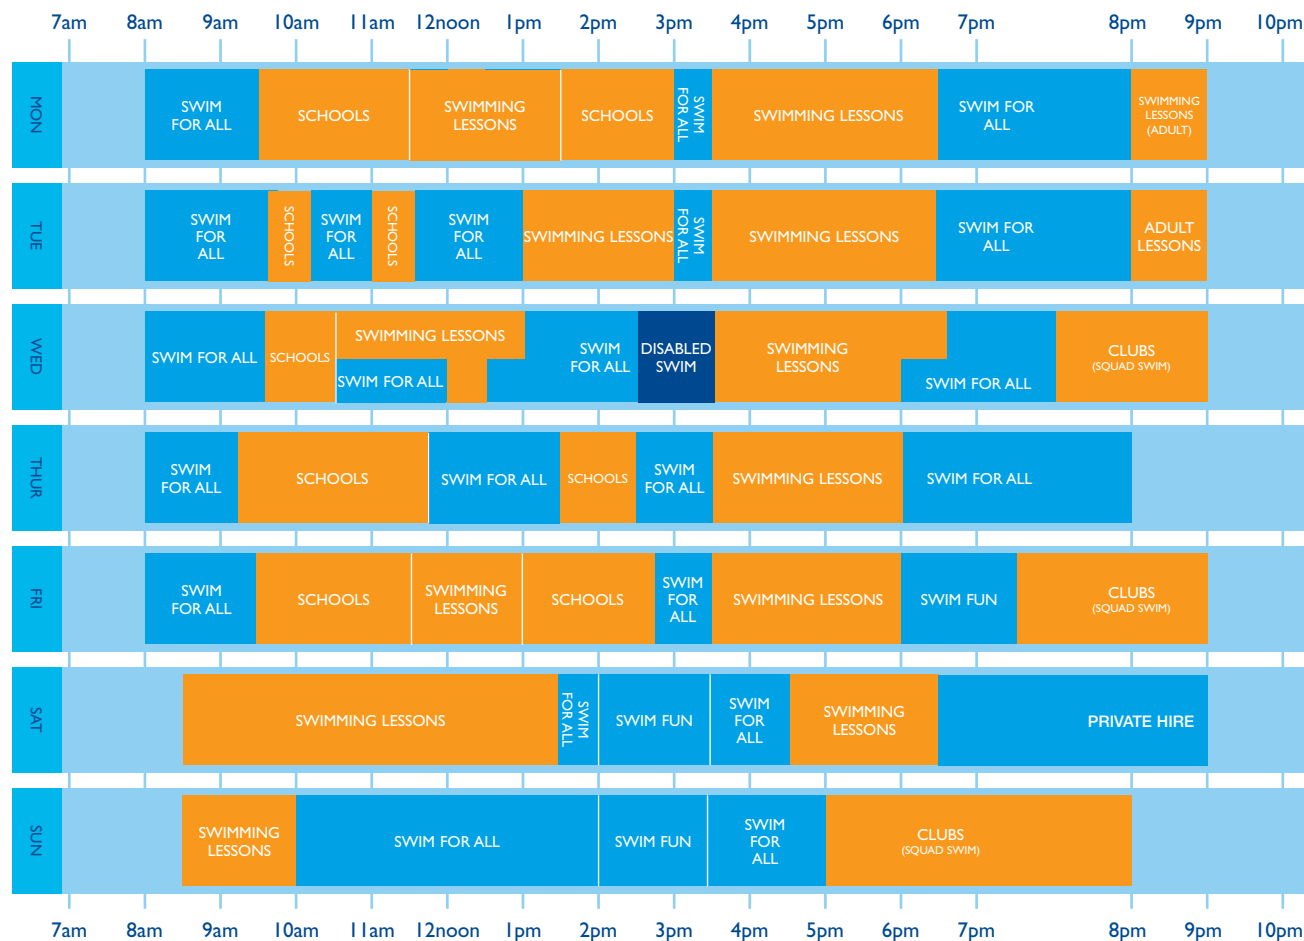 7am 8am 9am 10am 11am 12noon 1pm 2pm 3pm 4pm 5pm 6pm 7pm 8pm 9pm 10pm
MON
SWIM
FOR ALL
SCHOOLS
SWIMMING
LESSONS
SCHOOLS
SWIM
FOR ALL
SWIMMING LESSONS
SWIM FOR
ALL
SWIMMING
LESSONS
(ADULT)
TUE
SWIM
FOR
ALL
SCHOOLS
SWIM
FOR
ALL
SCHOOLS
SWIM
FOR
ALL
SWIMMING LESSONS
SWIM
FOR ALL
SWIMMING LESSONS
SWIM FOR
ALL
ADULT
LESSONS
WED
SWIM FOR ALL
SCHOOLS
SWIMMING LESSONS
SWIM FOR ALL
SWIM
FOR ALL
DISABLED
SWIM
SWIMMING
LESSONS
SWIM FOR ALL
CLUBS
(SQUAD SWIM)
THUR
SWIM
FOR ALL
SCHOOLS
SWIM FOR ALL
SCHOOLS
SWIM
FOR ALL
SWIMMING LESSONS
SWIM FOR ALL
FRI
SWIM
FOR ALL
SCHOOLS
SWIMMING
LESSONS
SCHOOLS
SWIM
FOR
ALL
SWIMMING LESSONS
SWIM FUN
CLUBS
(SQUAD SWIM)
SAT
SWIMMING LESSONS
SWIM
FOR ALL
SWIM FUN
SWIM
FOR
ALL
SWIMMING
LESSONS
PRIVATE HIRE
SUN
SWIMMING
LESSONS
SWIM FOR ALL
SWIM FUN
SWIM
FOR
ALL
CLUBS
(SQUAD SWIM)
7am 8am 9am 10am 11am 12noon 1pm 2pm 3pm 4pm 5pm 6pm 7pm 8pm 9pm 10pm